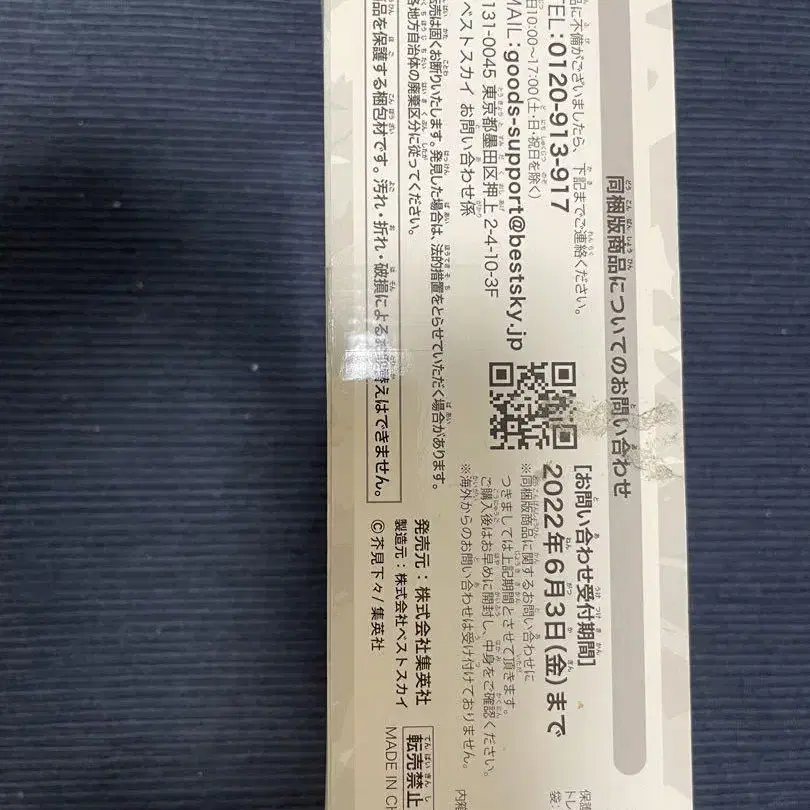 同梱版商品についてのお問い合わせ
品に不備がございましたら、下記までご連絡ください。
TEL:0120-913-917
日10:00〜17:00(土・日・祝日を除く)
MAIL:goods-support@bestsky.jp
131-0045 東京都墨田区押上2-4-10-3F
ベストスカイ お問い合わせ係
[お問い合わせ受付期間]
2022年6月3日(金)まで
※同梱版商品に関するお問い合わせに
つきましては上記期間とさせて頂きます。
ご購入後はお早めに開封し、中身をご確認ください。
※海外からのお問い合わせは受け付けておりません。
転売は固くお断りいたします。発見した場合は、法的措置をとらせていただく場合があります。
各地方自治体の廃棄区分に従ってください。
品を保護する梱包材です。汚れ・折れ・破損によるお取替えはできません。
発売元:株式会社集英社
製造元:株式会社ベストスカイ
©芥見下々/集英社
転売禁止
MADE IN CH
保護
トレ
袋:
内箱